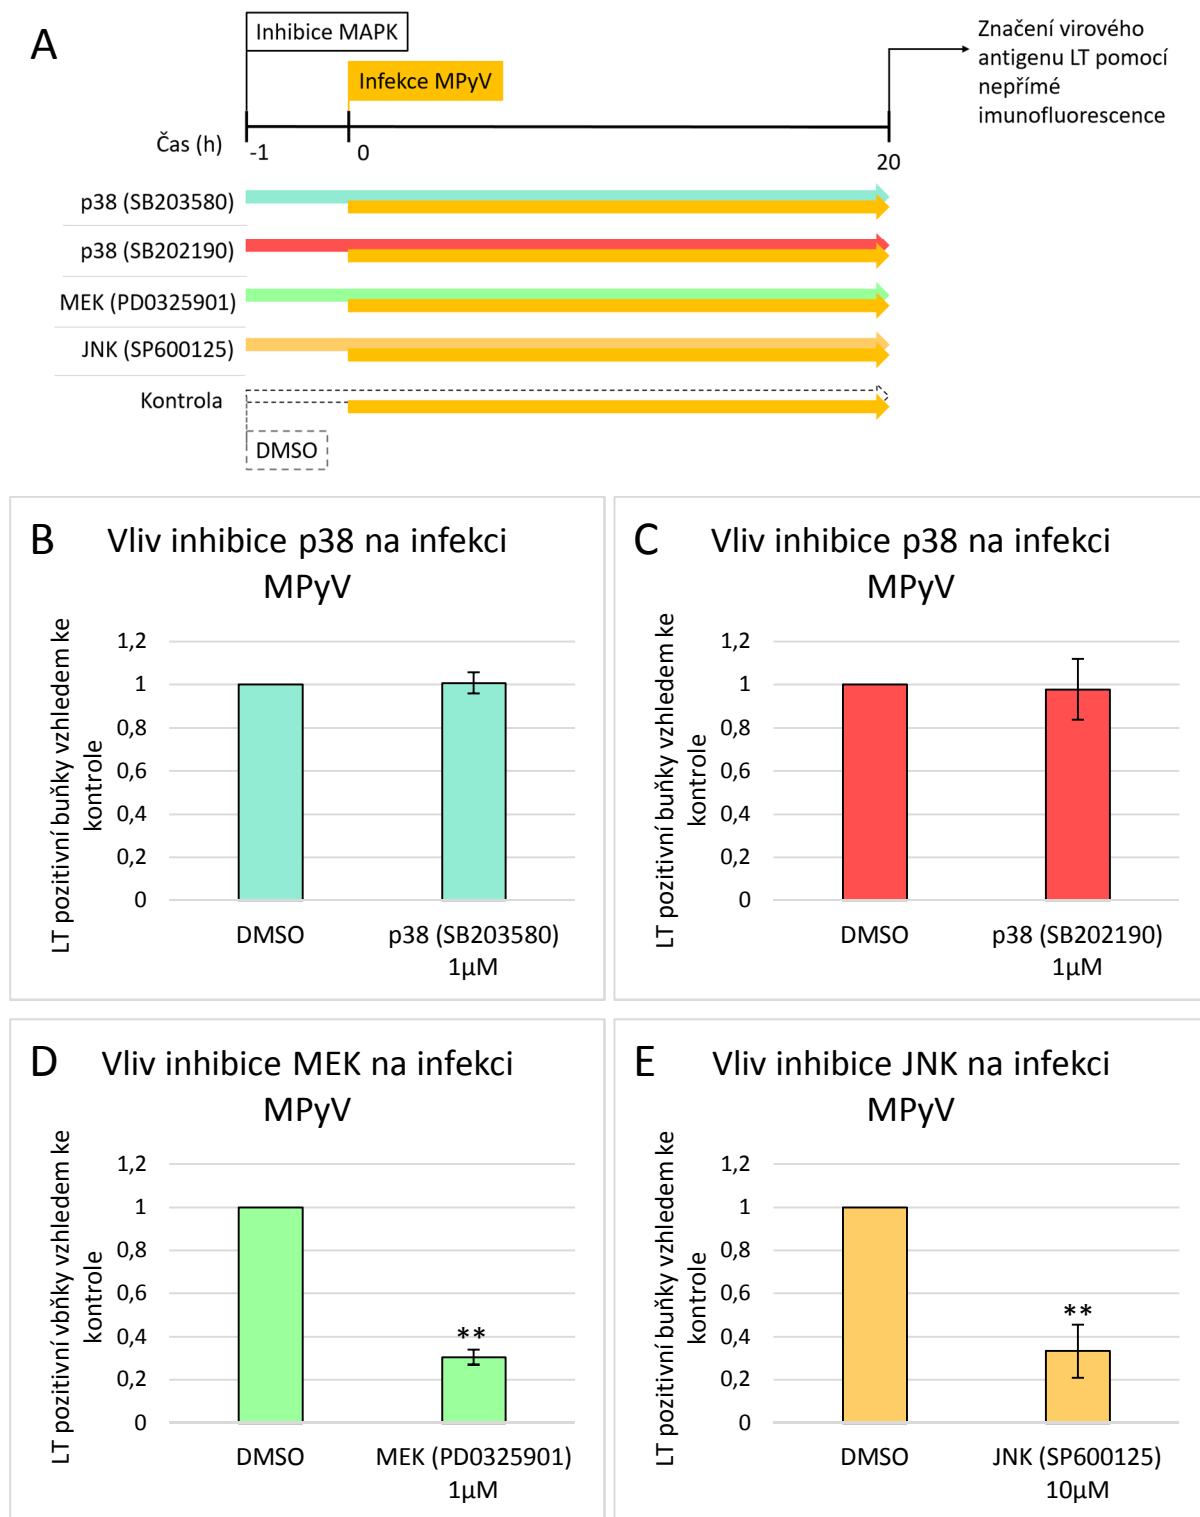 A
Inhibice MAPK
Infekce MPyV
Značení virového
antigenu LT pomocí
nepřímé
imunofluorescence
Čas (h)
-1
0
20
p38 (SB203580)
p38 (SB202190)
MEK (PD0325901)
JNK (SP600125)
Kontrola
DMSO
B
Vliv inhibice p38 na infekci
MPyV
LT pozitivní buňky vzhledem ke
kontrole
1,2
1
0,8
0,6
0,4
0,2
0
DMSO
p38 (SB203580)
1µM
C
Vliv inhibice p38 na infekci
MPyV
LT pozitivní buňky vzhledem ke
kontrole
1,2
1
0,8
0,6
0,4
0,2
0
DMSO
p38 (SB202190)
1µM
D
Vliv inhibice MEK na infekci
MPyV
LT pozitivní vbňky vzhledem ke
kontrole
1,2
1
0,8
0,6
0,4
0,2
0
**
DMSO
MEK (PD0325901)
1µM
E
Vliv inhibice JNK na infekci
MPyV
LT pozitivní buňky vzhledem ke
kontrole
1,2
1
0,8
0,6
0,4
0,2
0
**
DMSO
JNK (SP600125)
10µM